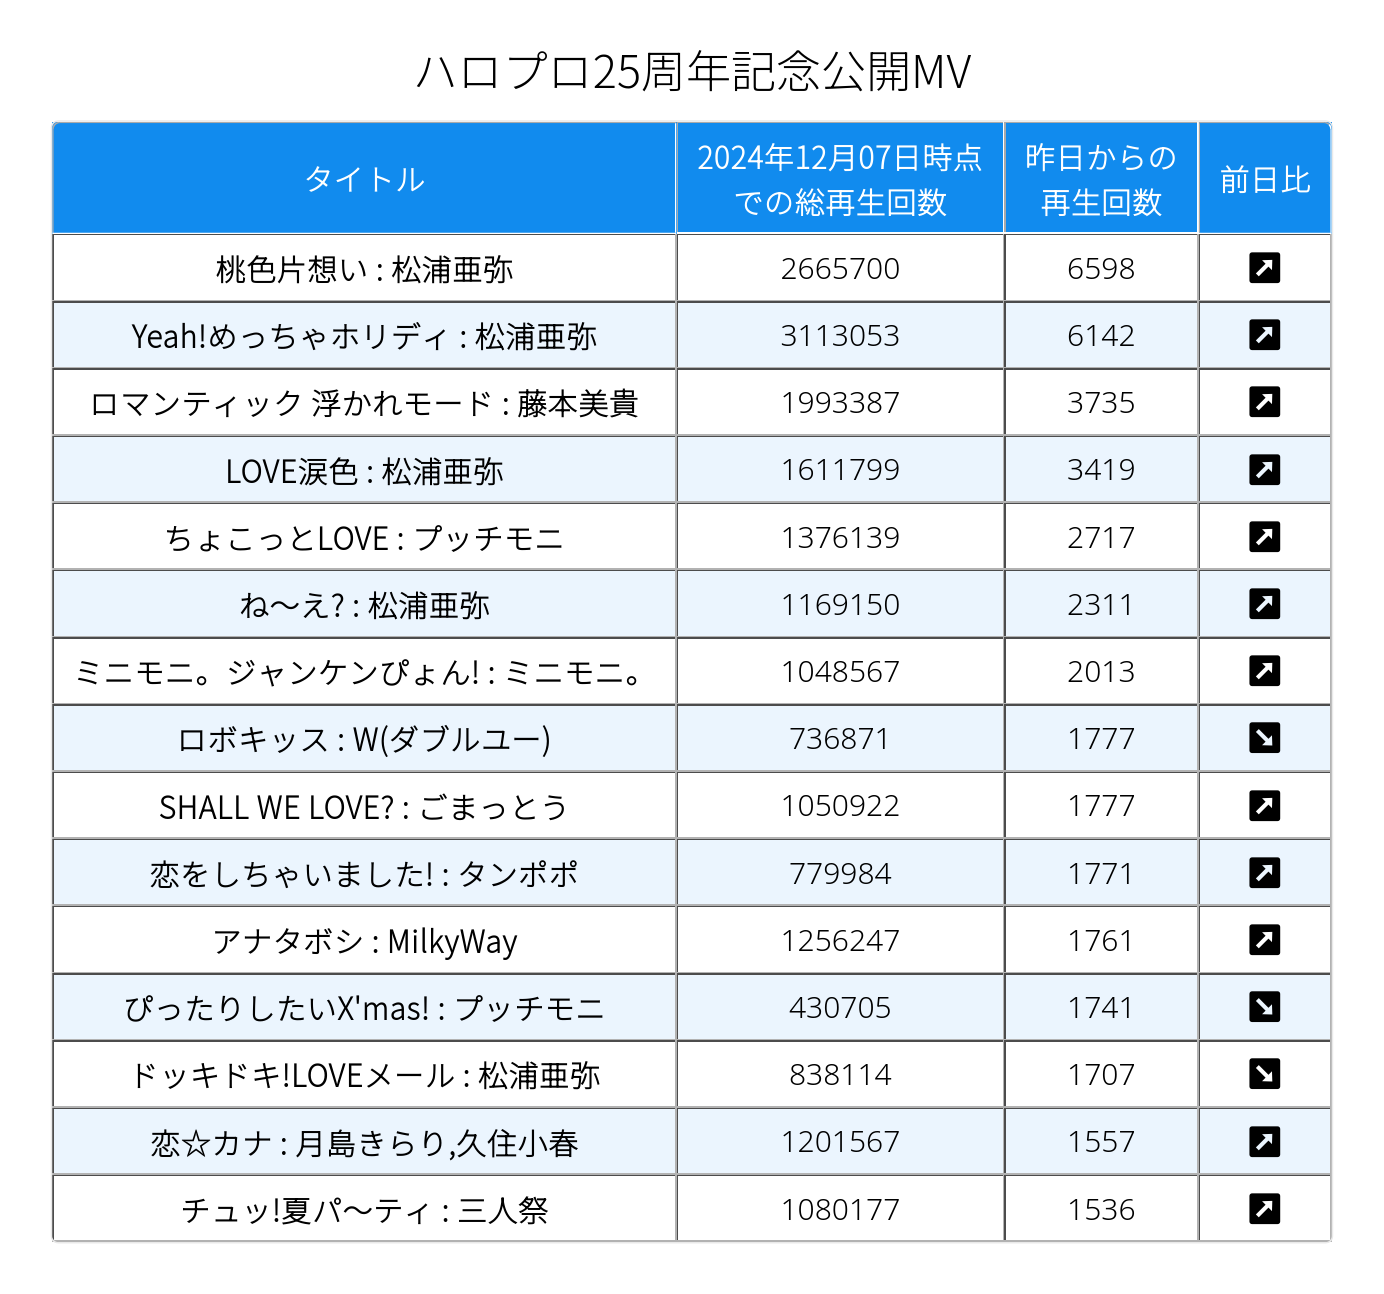 ハロプロ25周年記念公開MV
タイトル 2024年12月07日時点での総再生回数 昨日からの再生回数 前日比
桃色片想い : 松浦亜弥 2665700 6598 ↗
Yeah!めっちゃホリディ : 松浦亜弥 3113053 6142 ↗
ロマンティック 浮かれモード : 藤本美貴 1993387 3735 ↗
LOVE涙色 : 松浦亜弥 1611799 3419 ↗
ちょこっとLOVE : プッチモニ 1376139 2717 ↗
ね〜え? : 松浦亜弥 1169150 2311 ↗
ミニモニ。ジャンケンぴょん! : ミニモニ。 1048567 2013 ↗
ロボキッス : W(ダブルユー) 736871 1777 ↘
SHALL WE LOVE? : ごまっとう 1050922 1777 ↗
恋をしちゃいました! : タンポポ 779984 1771 ↗
アナタボシ : MilkyWay 1256247 1761 ↗
ぴったりしたいX'mas! : プッチモニ 430705 1741 ↘
ドッキドキ!LOVEメール : 松浦亜弥 838114 1707 ↘
恋☆カナ : 月島きらり,久住小春 1201567 1557 ↗
チュッ!夏パ〜ティ : 三人祭 1080177 1536 ↗